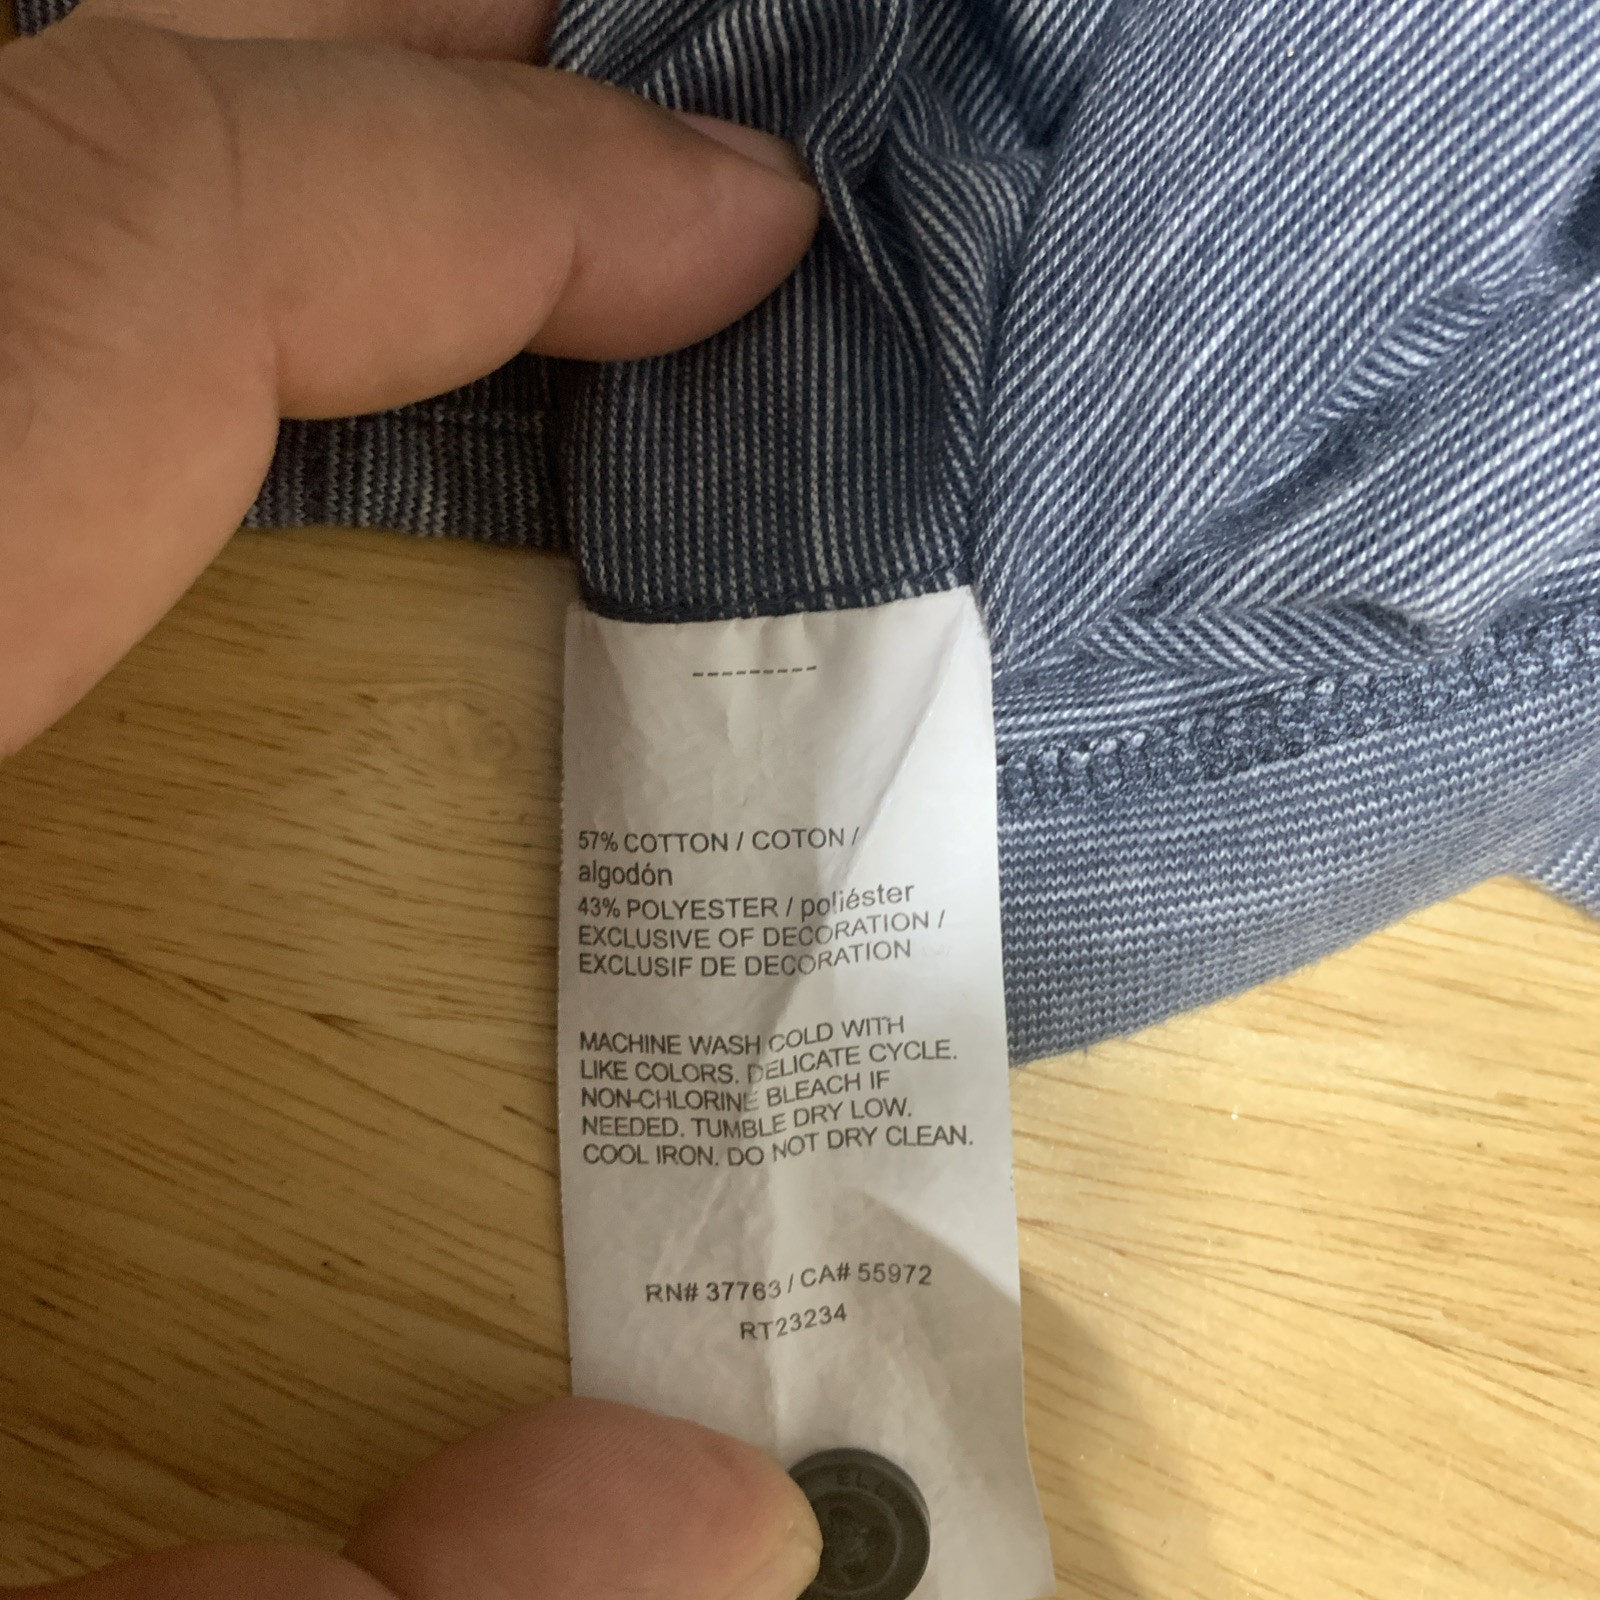 ---------
57% COTTON / COTON /
algodón
43% POLYESTER / poliéster
EXCLUSIVE OF DECORATION /
EXCLUSIF DE DECORATION
MACHINE WASH COLD WITH
LIKE COLORS. DELICATE CYCLE.
NON-CHLORINE BLEACH IF
NEEDED. TUMBLE DRY LOW.
COOL IRON. DO NOT DRY CLEAN.
RN# 37763 / CA# 55972
RT23234